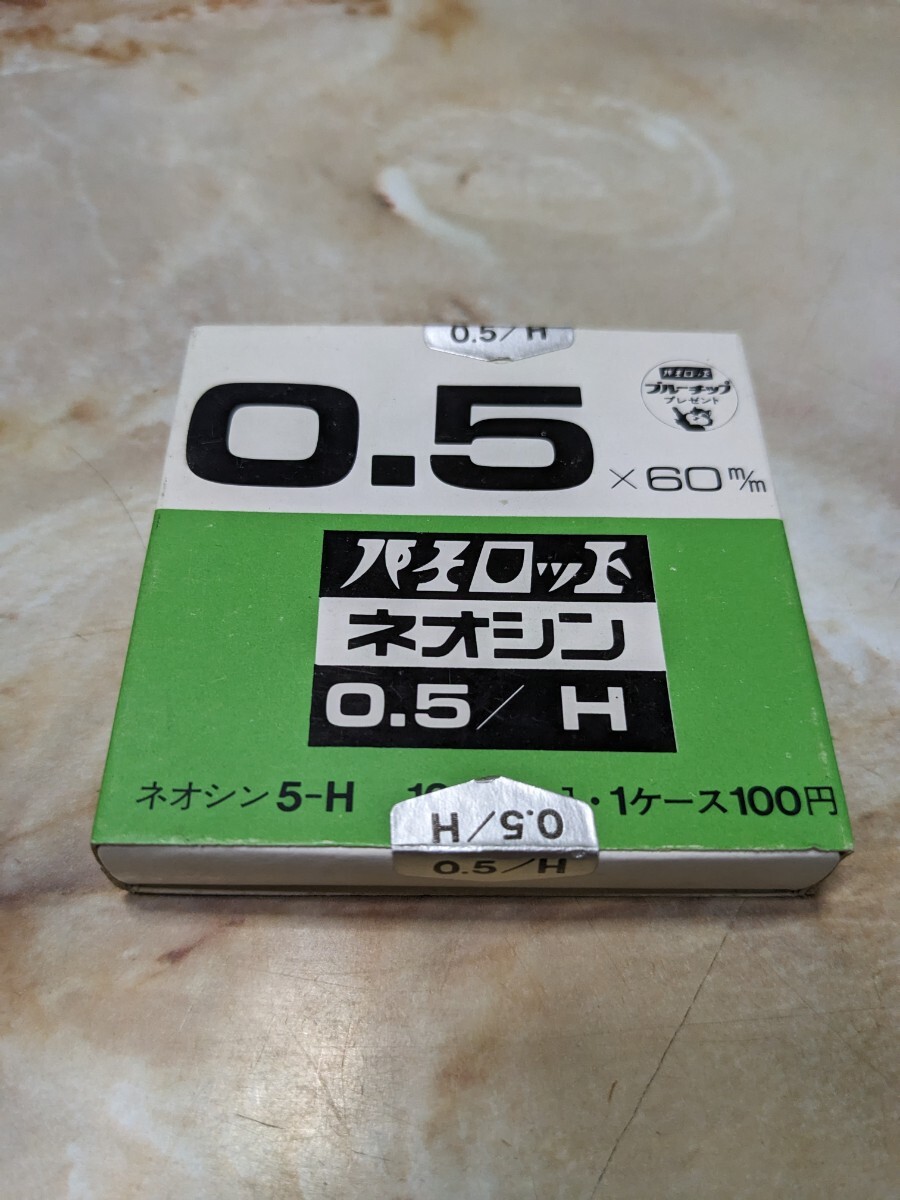 0.5/H
0.5 × 60 m/m
パイロット
ブルーチップ
プレゼント
パイロット
ネオシン
0.5/H
ネオシン 5-H ・1ケース100円
0.5/H
0.5/H